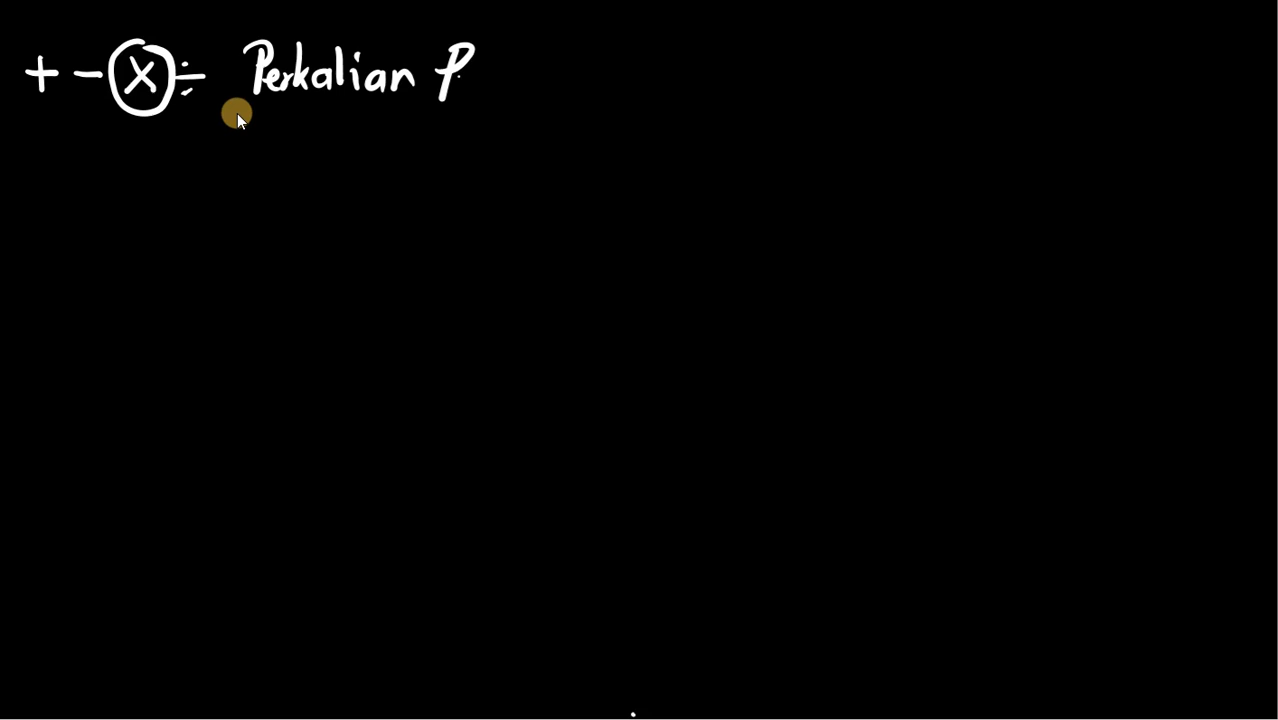 + - × ÷ Perkalian P